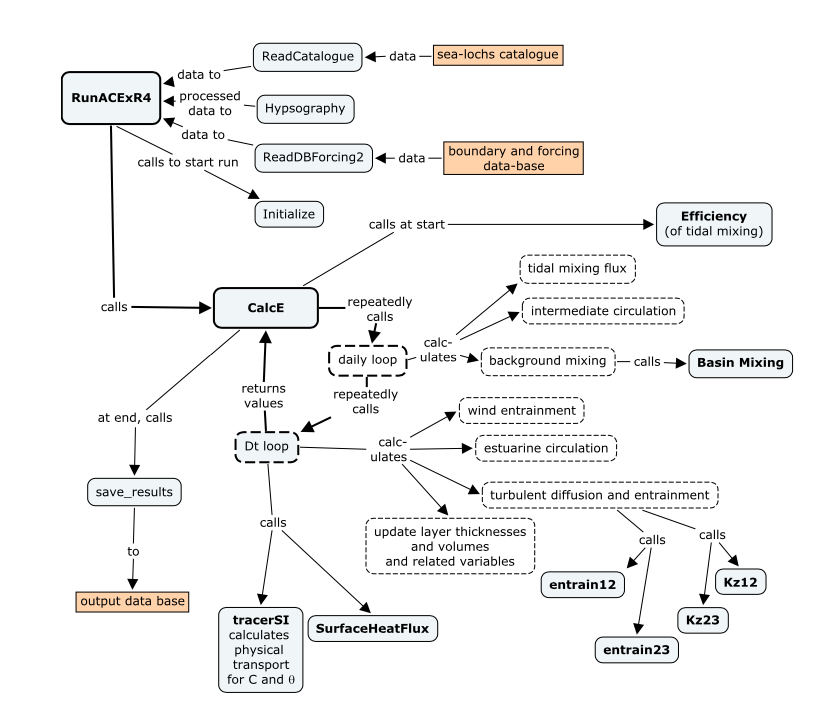 ReadCatalogue
data
sea-lochs catalogue
data to
RunACExR4
processed
data to
Hypsography
data to
ReadDBForcing2
data
boundary and forcing
data-base
calls to start run
Initialize
calls at start
Efficiency
(of tidal mixing)
tidal mixing flux
calls
CalcE
repeatedly
calls
intermediate circulation
calc-
ulates
daily loop
background mixing
calls
Basin Mixing
returns
values
repeatedly
calls
at end, calls
wind entrainment
Dt loop
calc-
ulates
estuarine circulation
save_results
turbulent diffusion and entrainment
calls
update layer thicknesses
and volumes
and related variables
calls
calls
to
entrain12
Kz12
output data base
tracerSI
calculates
physical
transport
for C and θ
SurfaceHeatFlux
Kz23
entrain23